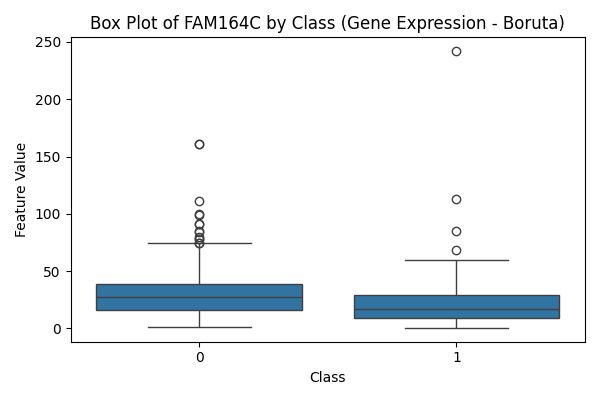 Box Plot of FAM164C by Class (Gene Expression - Boruta)
250
200
150
100
50
0
Feature Value
0
1
Class